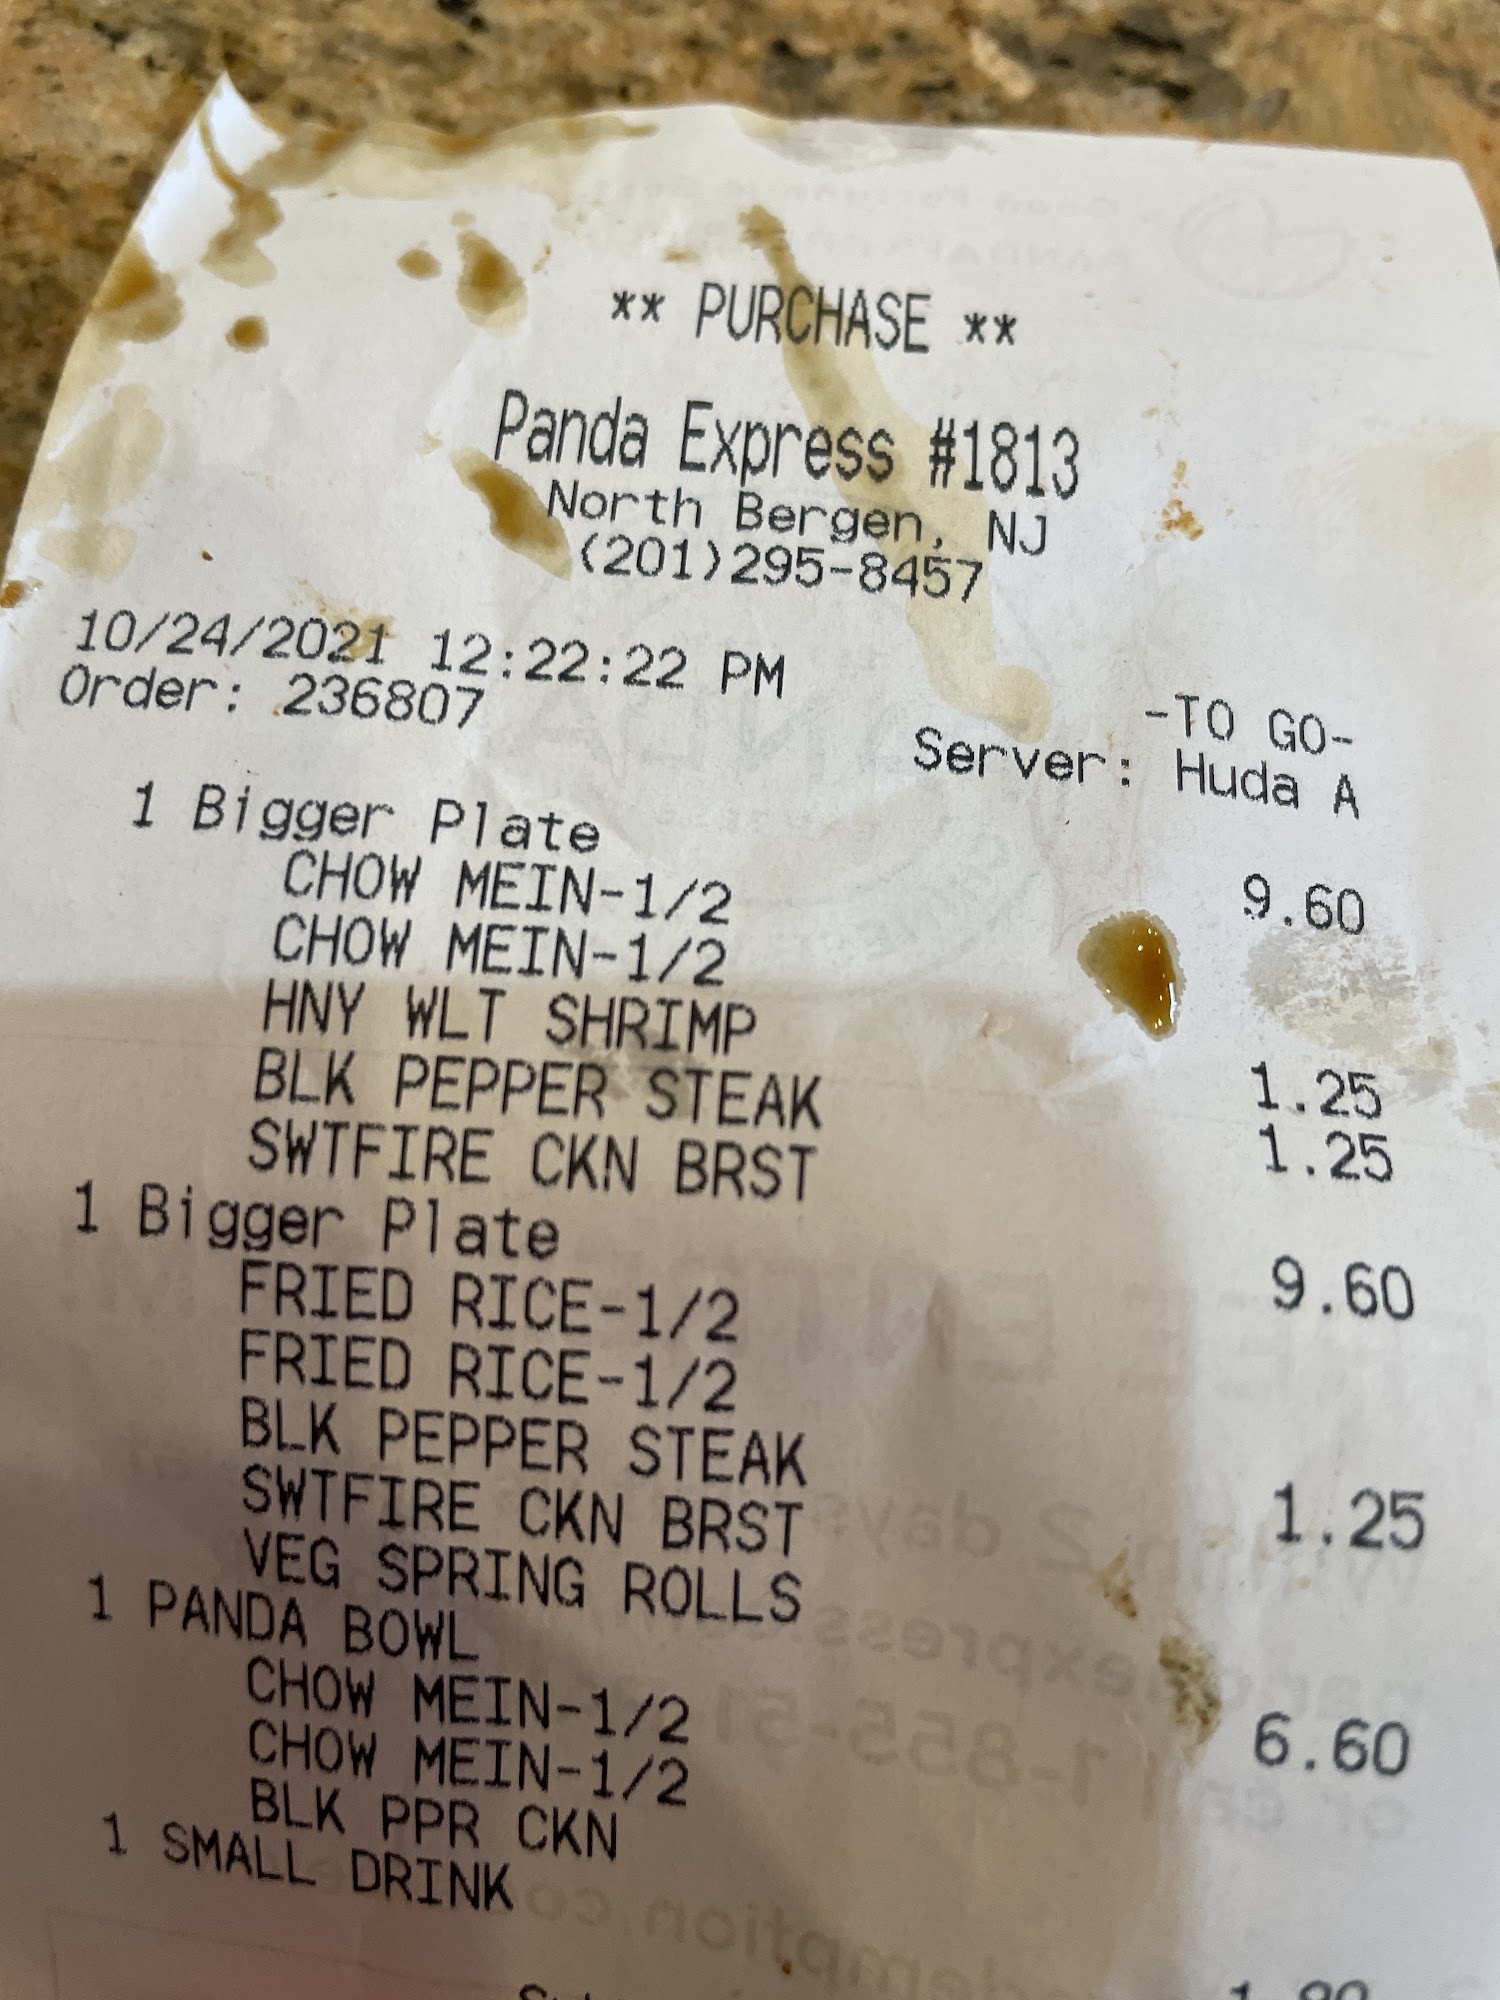 ** PURCHASE **
Panda Express #1813
North Bergen, NJ
(201)295-8457
10/24/2021 12:22:22 PM
Order: 236807
-TO GO-
Server: Huda A
1 Bigger Plate 9.60
CHOW MEIN-1/2
CHOW MEIN-1/2
HNY WLT SHRIMP 1.25
BLK PEPPER STEAK 1.25
SWTFIRE CKN BRST
1 Bigger Plate 9.60
FRIED RICE-1/2
FRIED RICE-1/2
BLK PEPPER STEAK 1.25
SWTFIRE CKN BRST
VEG SPRING ROLLS
1 PANDA BOWL 6.60
CHOW MEIN-1/2
CHOW MEIN-1/2
BLK PPR CKN
1 SMALL DRINK